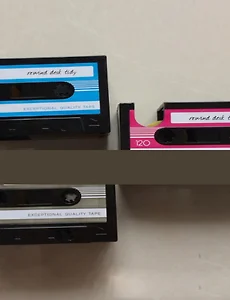 rewind desk tidy
EXCEPTIONAL QUALITY TAPE
rewind desk tidy
120
EXCEPTIONAL QUALITY TAPE